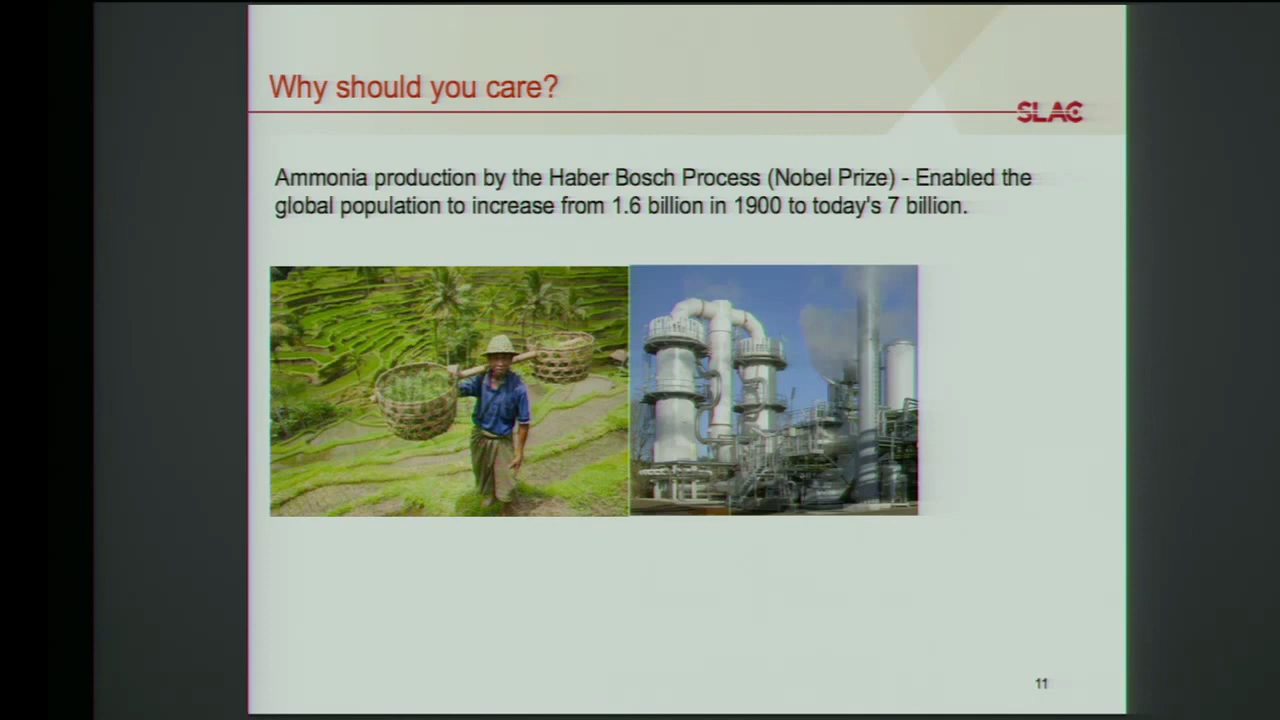 Why should you care?
SLAC
Ammonia production by the Haber Bosch Process (Nobel Prize) - Enabled the
global population to increase from 1.6 billion in 1900 to today's 7 billion.
11